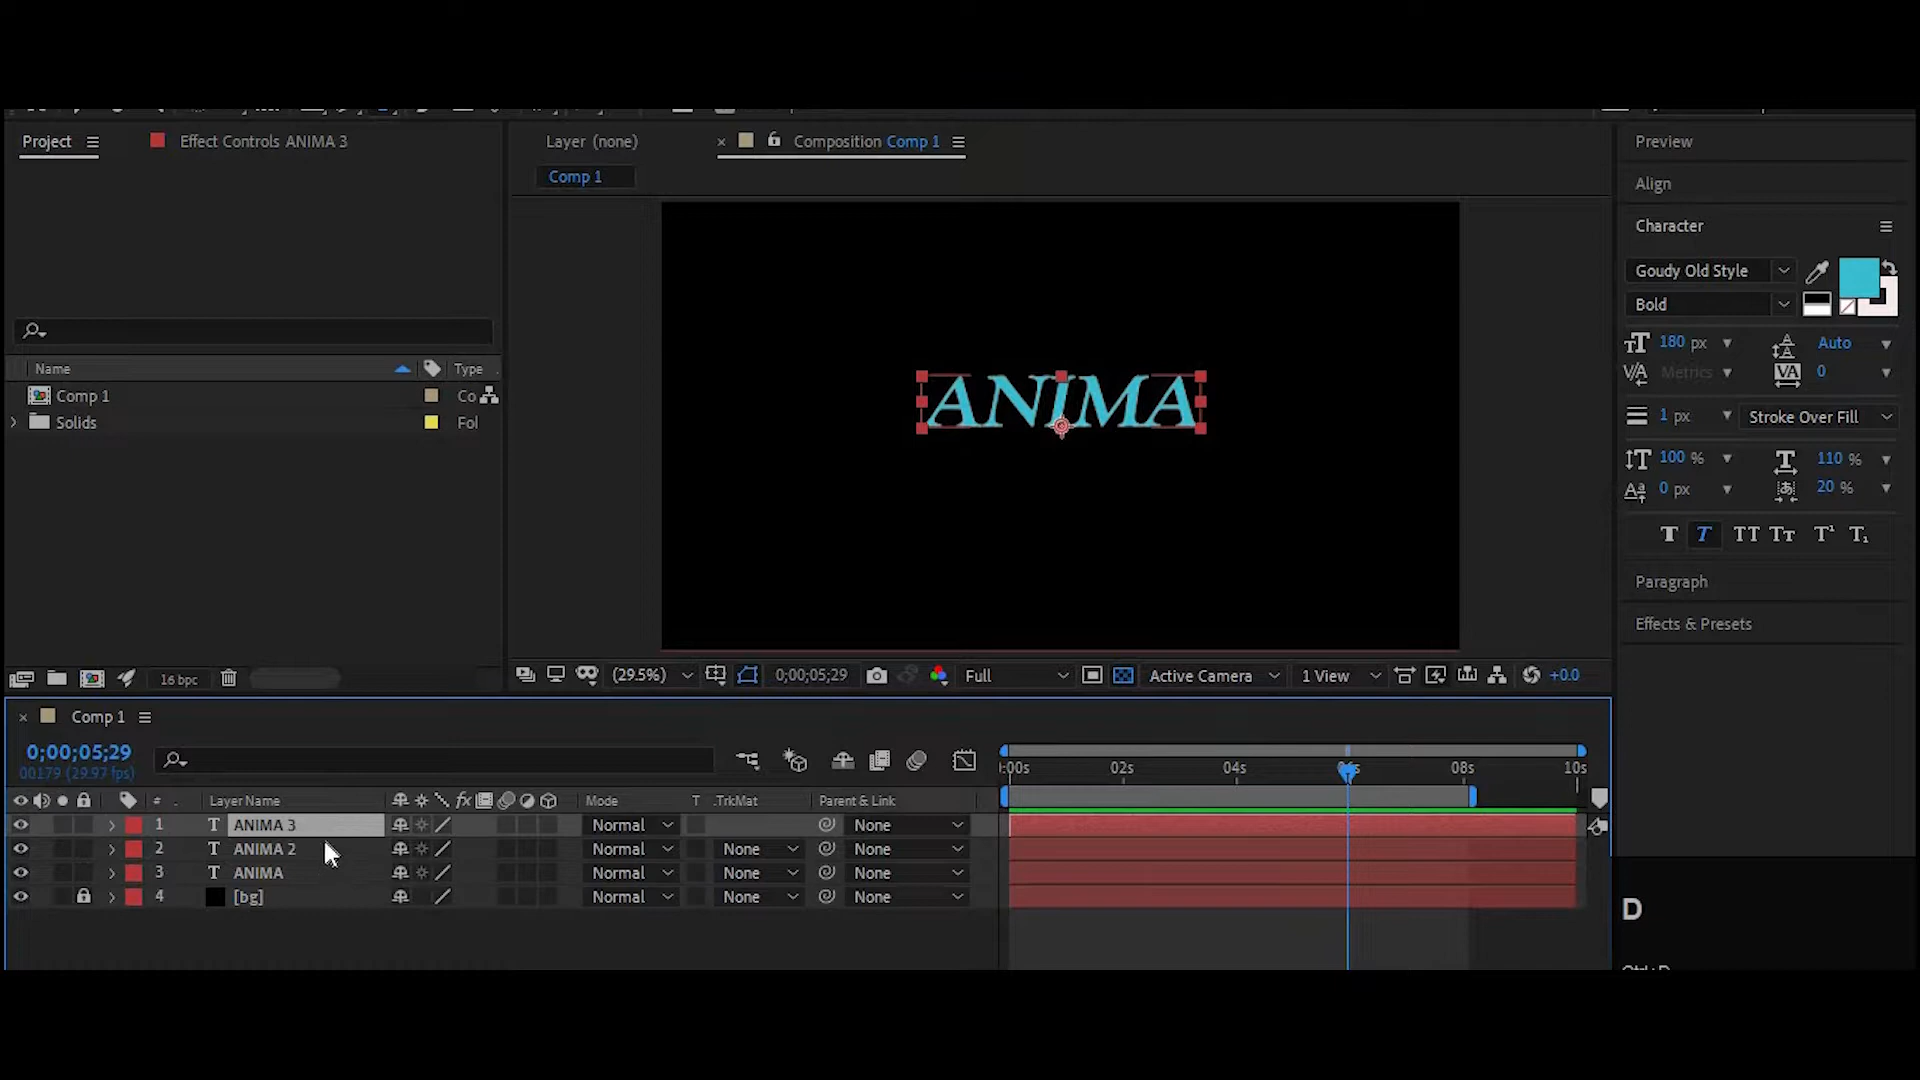 Project
Effect Controls ANIMA 3
Layer (none)
Composition Comp 1
Comp 1
Preview
Align
Character
Goudy Old Style
Bold
180 px
Auto
Metrics
0
1 px
Stroke Over Fill
100 %
110 %
0 px
20 %
Paragraph
Effects & Presets
Name
Type
Comp 1
Co
Solids
Fol
ANIMA
16 bpc
(29.5%)
0;00;05;29
Full
Active Camera
1 View
+0.0
Comp 1
0;00;05;29
00179 (29.97 fps)
:00s
02s
04s
08s
10s
#
Layer Name
fx
Mode
T
.TrkMat
Parent & Link
1 T ANIMA 3 Normal None
2 T ANIMA 2 Normal None None
3 T ANIMA Normal None None
4 [bg] Normal None None
D